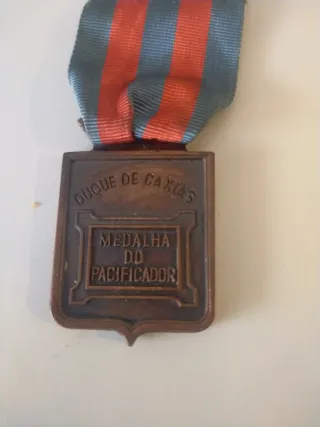 DUQUE DE CAXIAS
MEDALHA
DO
PACIFICADOR